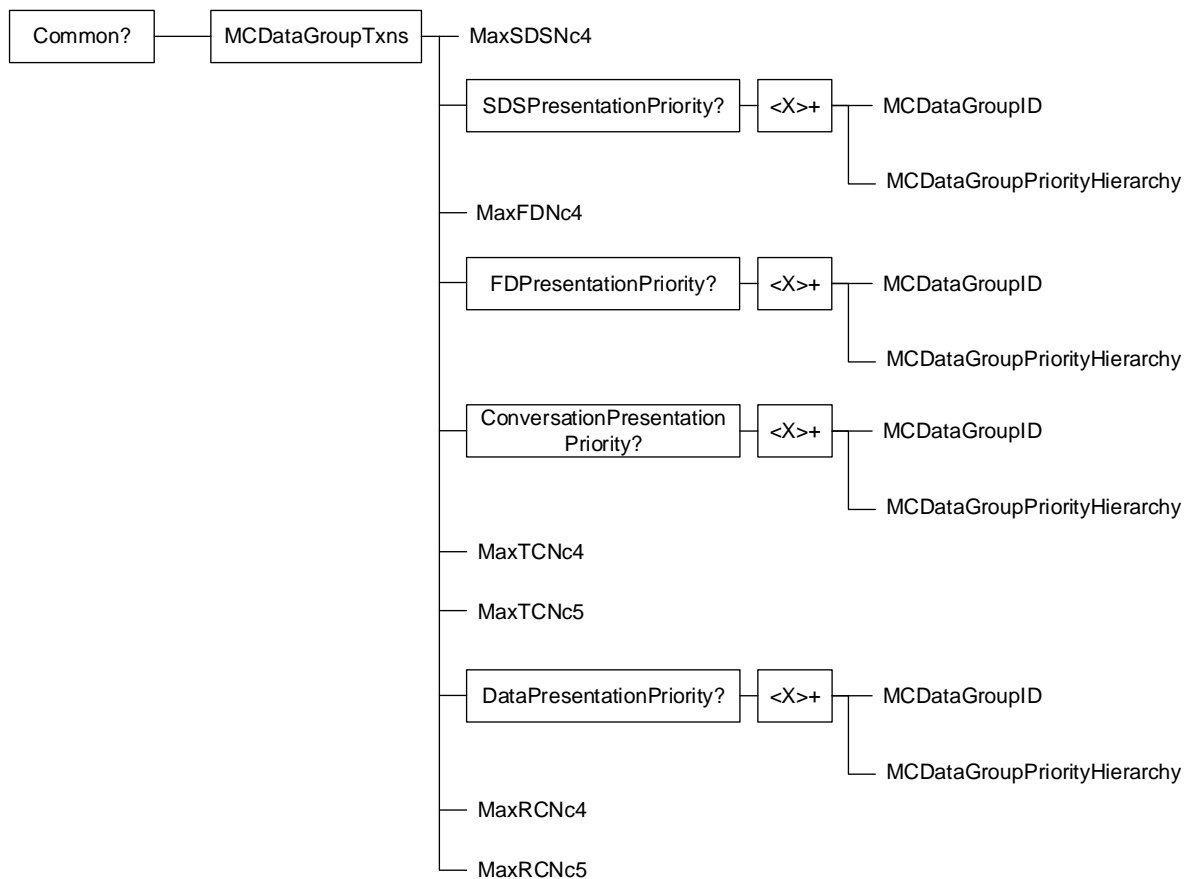 Common?
MCDataGroupTxns
MaxSDSNc4
SDSPresentationPriority?
<X>+
MCDataGroupID
MCDataGroupPriorityHierarchy
MaxFDNc4
FDPresentationPriority?
<X>+
MCDataGroupID
MCDataGroupPriorityHierarchy
ConversationPresentation
Priority?
<X>+
MCDataGroupID
MCDataGroupPriorityHierarchy
MaxTCNc4
MaxTCNc5
DataPresentationPriority?
<X>+
MCDataGroupID
MCDataGroupPriorityHierarchy
MaxRCNc4
MaxRCNc5